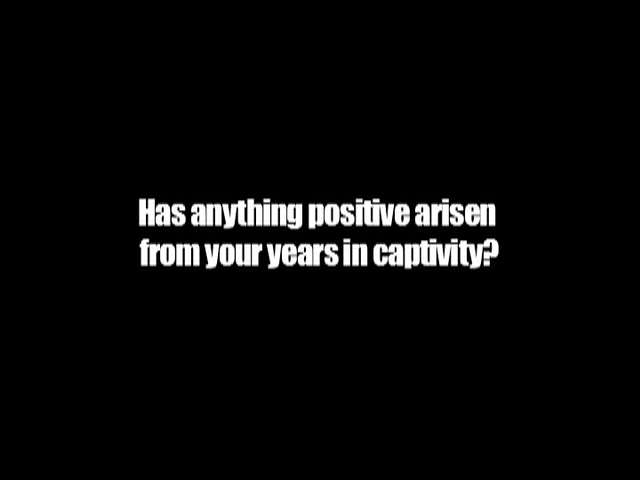 Has anything positive arisen
from your years in captivity?